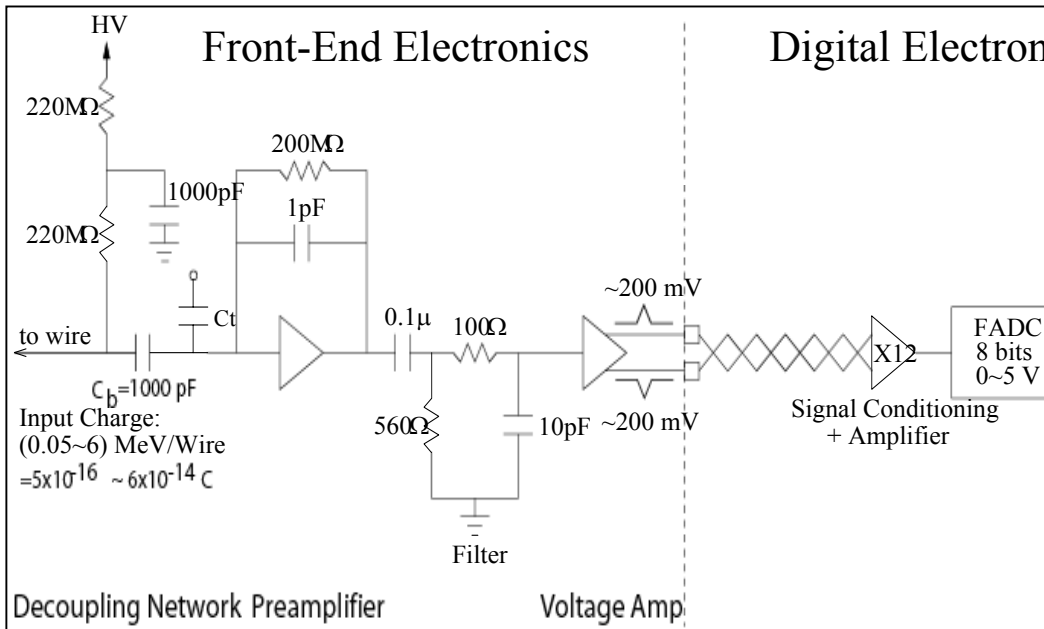 HV
Front-End Electronics
Digital Electron
220MΩ
200MΩ
1000pF
1pF
220MΩ
~200 mV
Ct
0.1μ
100Ω
to wire
X12
FADC
8 bits
0~5 V
C_b=1000 pF
560Ω
10pF
~200 mV
Signal Conditioning
+ Amplifier
Input Charge:
(0.05~6) MeV/Wire
=5x10^-16 ~ 6x10^-14 C
Filter
Decoupling Network Preamplifier
Voltage Amp